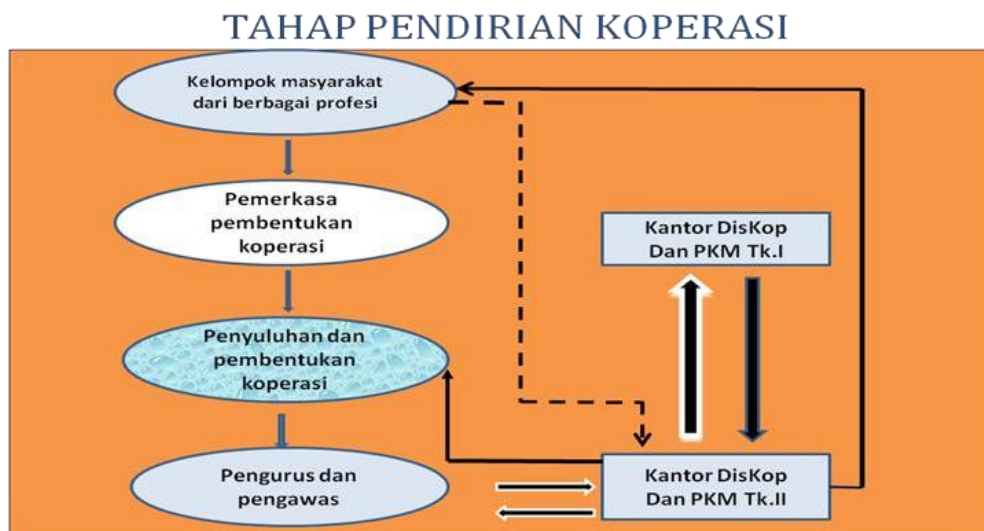 TAHAP PENDIRIAN KOPERASI
Kelompok masyarakat
dari berbagai profesi
Pemerkasa
pembentukan
koperasi
Kantor DisKop
Dan PKM Tk.I
Penyuluhan dan
pembentukan
koperasi
Pengurus dan
pengawas
Kantor DisKop
Dan PKM Tk.II